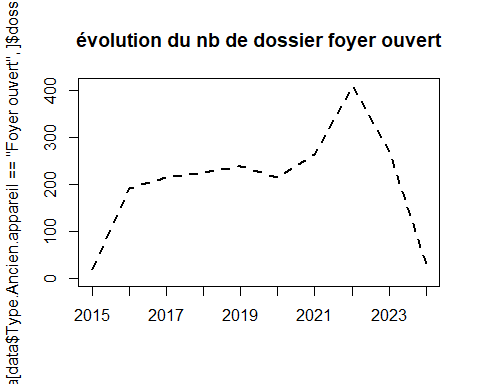 évolution du nb de dossier foyer ouvert
a[data$Type.Ancien.appareil == "Foyer ouvert", ]$doss
400
300
200
100
0
2015 2017 2019 2021 2023